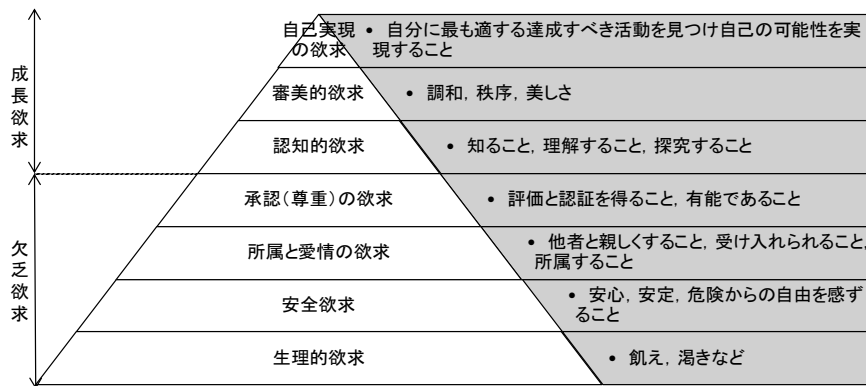 自己実現
の欲求
• 自分に最も適する達成すべき活動を見つけ自己の可能性を実
現すること
審美的欲求
• 調和，秩序，美しさ
認知的欲求
• 知ること，理解すること，探究すること
承認（尊重）の欲求
• 評価と認証を得ること，有能であること
所属と愛情の欲求
• 他者と親しくすること，受け入れられること，
所属すること
安全欲求
• 安心，安定，危険からの自由を感ず
ること
生理的欲求
• 飢え，渇きなど
成長欲求
欠乏欲求